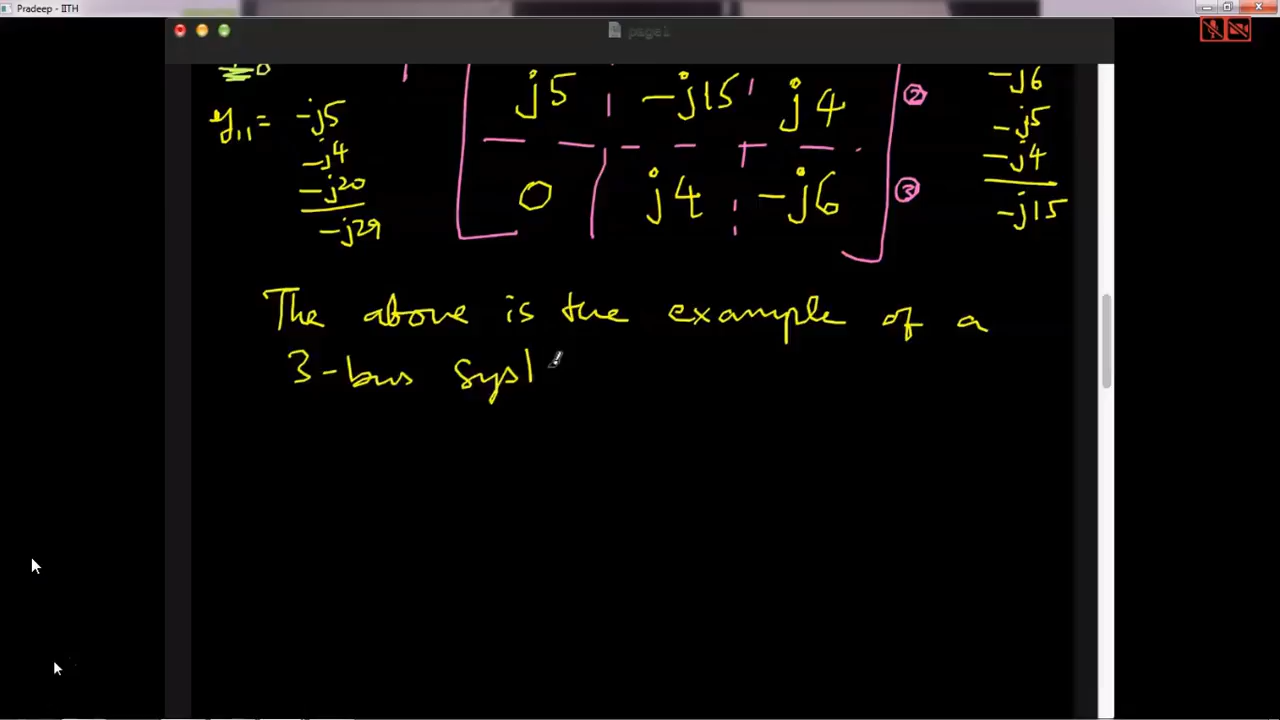 Pradeep - IITH
page1
j5 -j15 j4 ②
0 j4 -j6 ③
y11 = -j5
-j4
-j20
-j29
-j6
-j5
-j4
-j15
The above is the example of a
3-bus syst